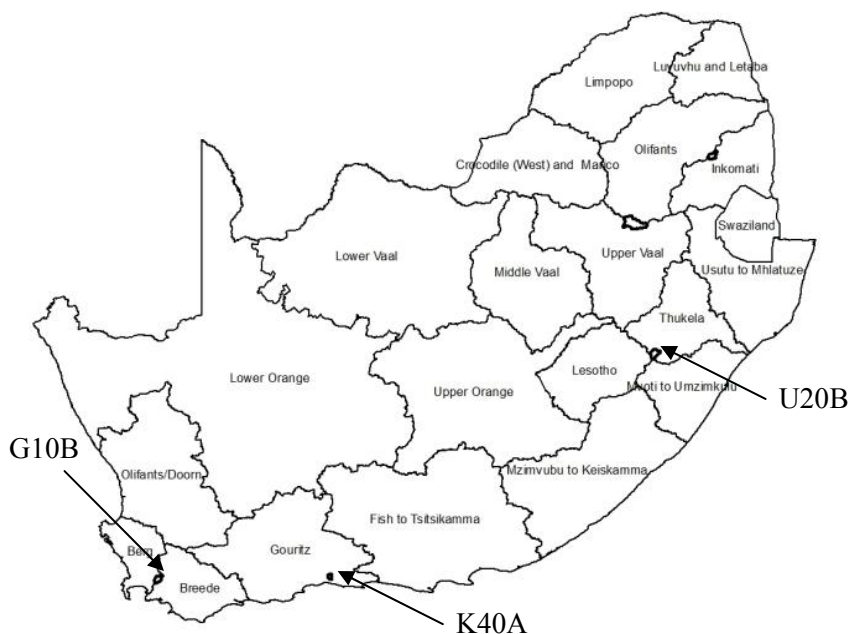 Luvuvhu and Letaba
Limpopo
Olifants
Crocodile (West) and Marico
Inkomati
Swaziland
Lower Vaal
Upper Vaal
Middle Vaal
Usutu to Mhlatuze
Thukela
Lesotho
Lower Orange
Upper Orange
Mvoti to Umzimkulu
U20B
G10B
Olifants/Doorn
Mzimvubu to Keiskamma
Fish to Tsitsikamma
Berg
Gouritz
Breede
K40A